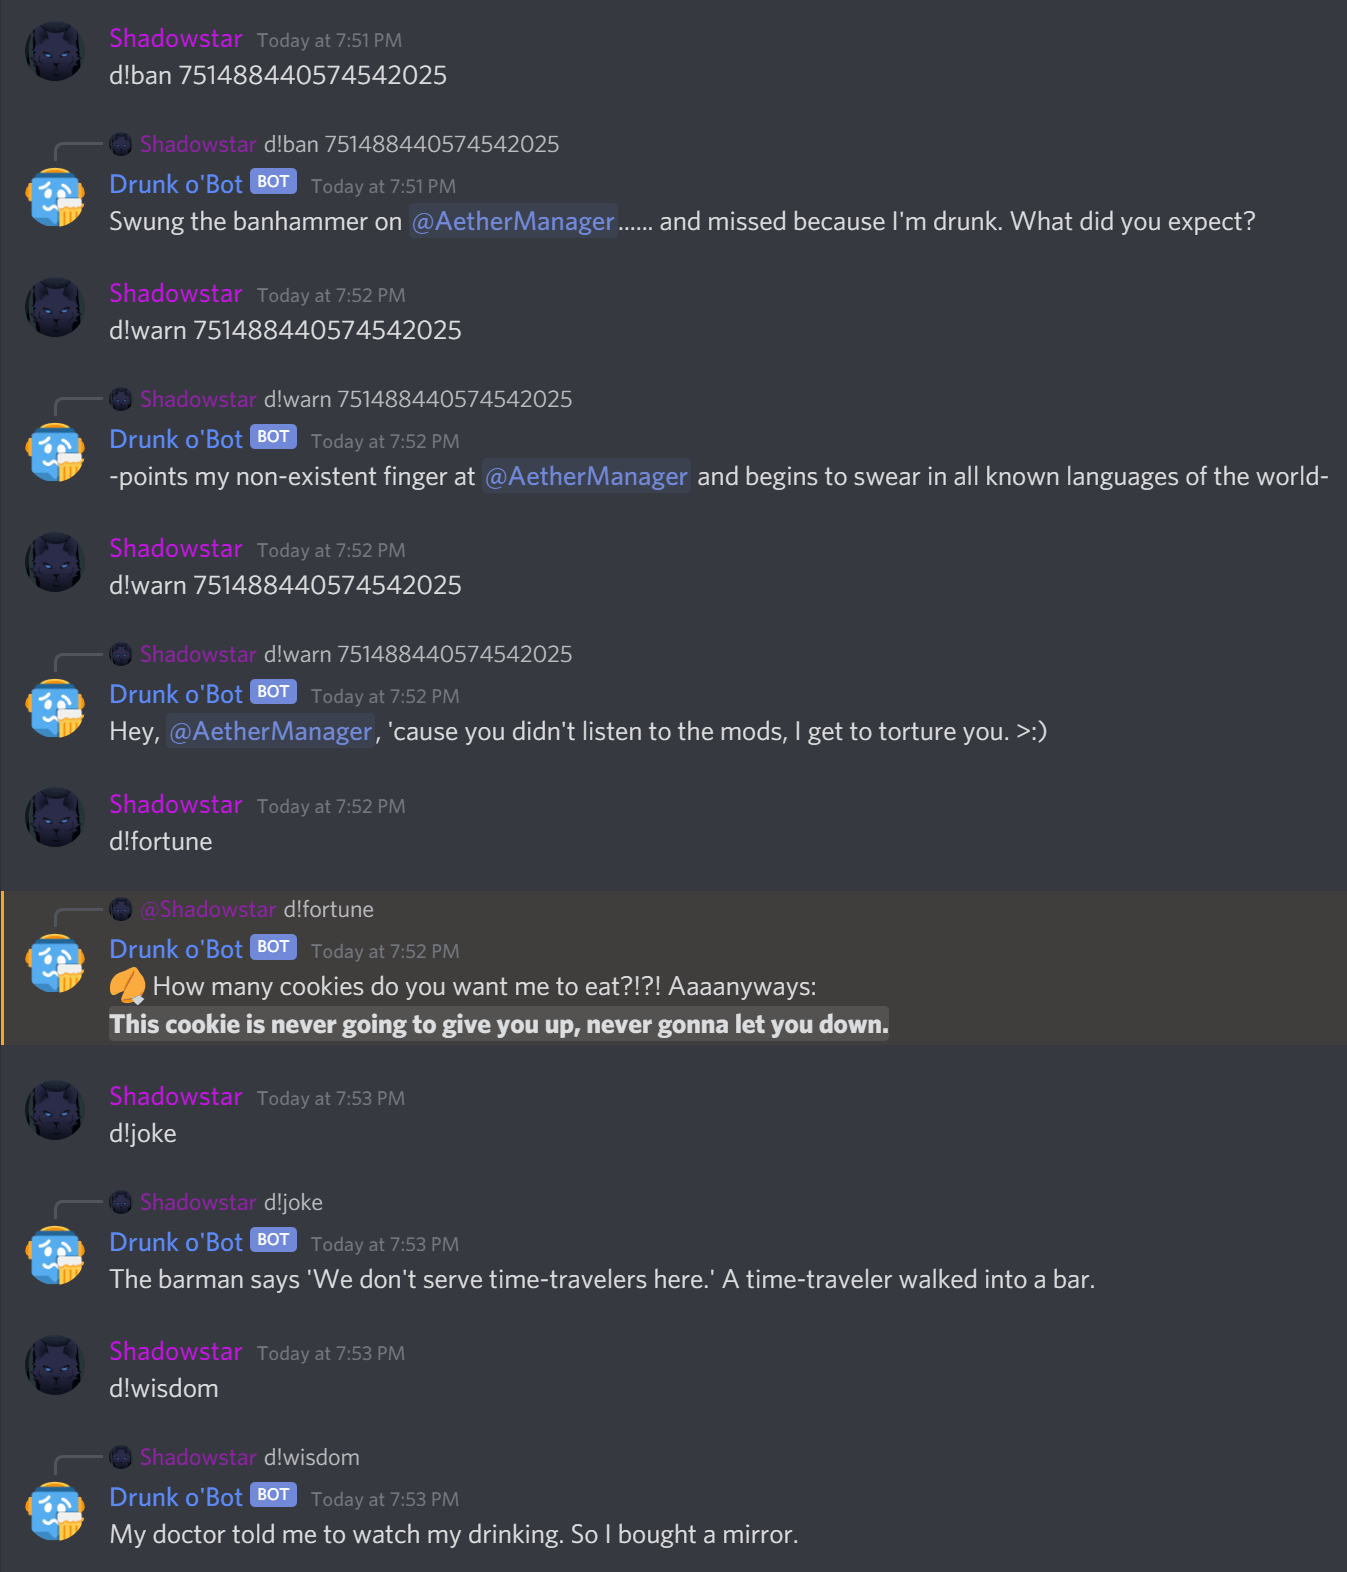 Shadowstar Today at 7:51 PM
d!ban 751488440574542025
Shadowstar d!ban 751488440574542025
Drunk o'Bot BOT Today at 7:51 PM
Swung the banhammer on @AetherManager...... and missed because I'm drunk. What did you expect?
Shadowstar Today at 7:52 PM
d!warn 751488440574542025
Shadowstar d!warn 751488440574542025
Drunk o'Bot BOT Today at 7:52 PM
-points my non-existent finger at @AetherManager and begins to swear in all known languages of the world-
Shadowstar Today at 7:52 PM
d!warn 751488440574542025
Shadowstar d!warn 751488440574542025
Drunk o'Bot BOT Today at 7:52 PM
Hey, @AetherManager, 'cause you didn't listen to the mods, I get to torture you. >:)
Shadowstar Today at 7:52 PM
d!fortune
@Shadowstar d!fortune
Drunk o'Bot BOT Today at 7:52 PM
How many cookies do you want me to eat?!?! Aaaanyways:
This cookie is never going to give you up, never gonna let you down.
Shadowstar Today at 7:53 PM
d!joke
Shadowstar d!joke
Drunk o'Bot BOT Today at 7:53 PM
The barman says 'We don't serve time-travelers here.' A time-traveler walked into a bar.
Shadowstar Today at 7:53 PM
d!wisdom
Shadowstar d!wisdom
Drunk o'Bot BOT Today at 7:53 PM
My doctor told me to watch my drinking. So I bought a mirror.